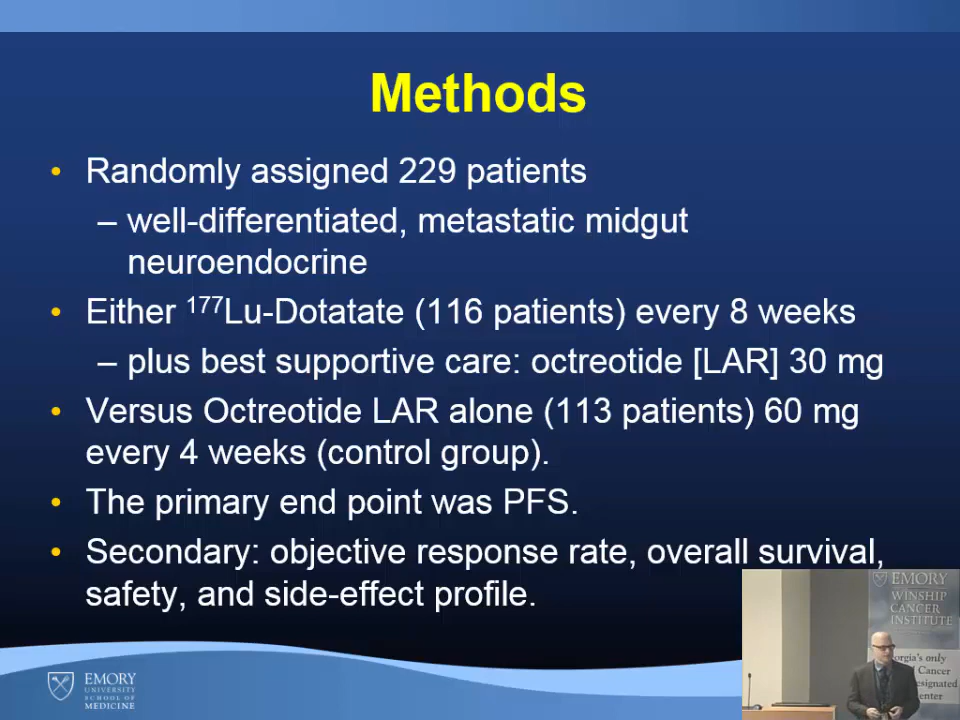 Methods
• Randomly assigned 229 patients
– well-differentiated, metastatic midgut
neuroendocrine
• Either ¹⁷⁷Lu-Dotatate (116 patients) every 8 weeks
– plus best supportive care: octreotide [LAR] 30 mg
• Versus Octreotide LAR alone (113 patients) 60 mg
every 4 weeks (control group).
• The primary end point was PFS.
• Secondary: objective response rate, overall survival,
safety, and side-effect profile.
EMORY
UNIVERSITY
SCHOOL OF
MEDICINE
EMORY
WINSHIP
CANCER
INSTITUTE
only
Cancer